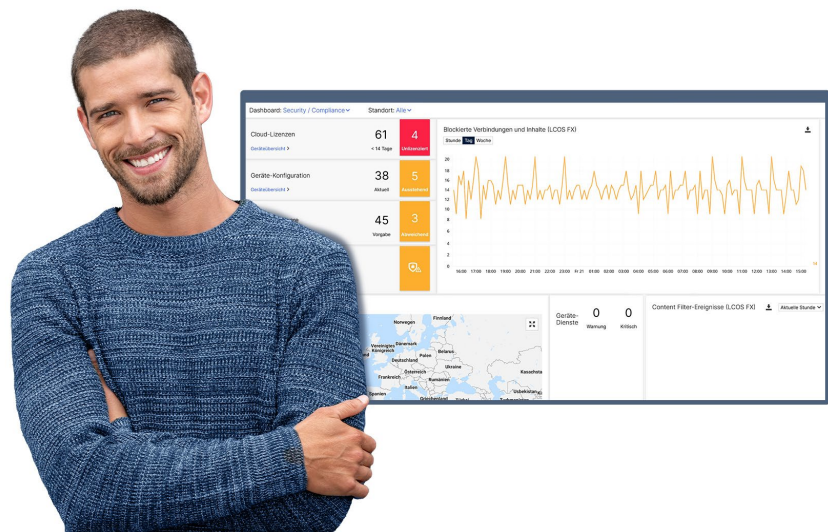 Dashboard: Security / Compliance Standort: Alle
Cloud-Lizenzen
61
< 14 Tage
4
Unlizenziert
Geräteübersicht >
Geräte-Konfiguration
38
Aktuell
5
Ausstehend
Geräteübersicht >
45
Vorgabe
3
Abweichend
Blockierte Verbindungen und Inhalte (LCOS FX)
Stunde Tag Woche
20
18
16
14
12
10
8
6
4
2
0
16:00 17:00 18:00 19:00 20:00 21:00 22:00 23:00 Fr 21 01:00 02:00 03:00 04:00 05:00 06:00 07:00 08:00 09:00 10:00 11:00 12:00 13:00 14:00 15:00
14
Norwegen
Finnland
Vereinigtes
Königreich
Dänemark
Belarus
Polen
Deutschland
Ukraine
Österreich
Frankreich
Rumänien
Kasachsta
Italien
Spanien
Usbekistan
Griechenland
Türkei
Turkmenistan
Geräte-
Dienste
0
Warnung
0
Kritisch
Content Filter-Ereignisse (LCOS FX)
Aktuelle Stunde